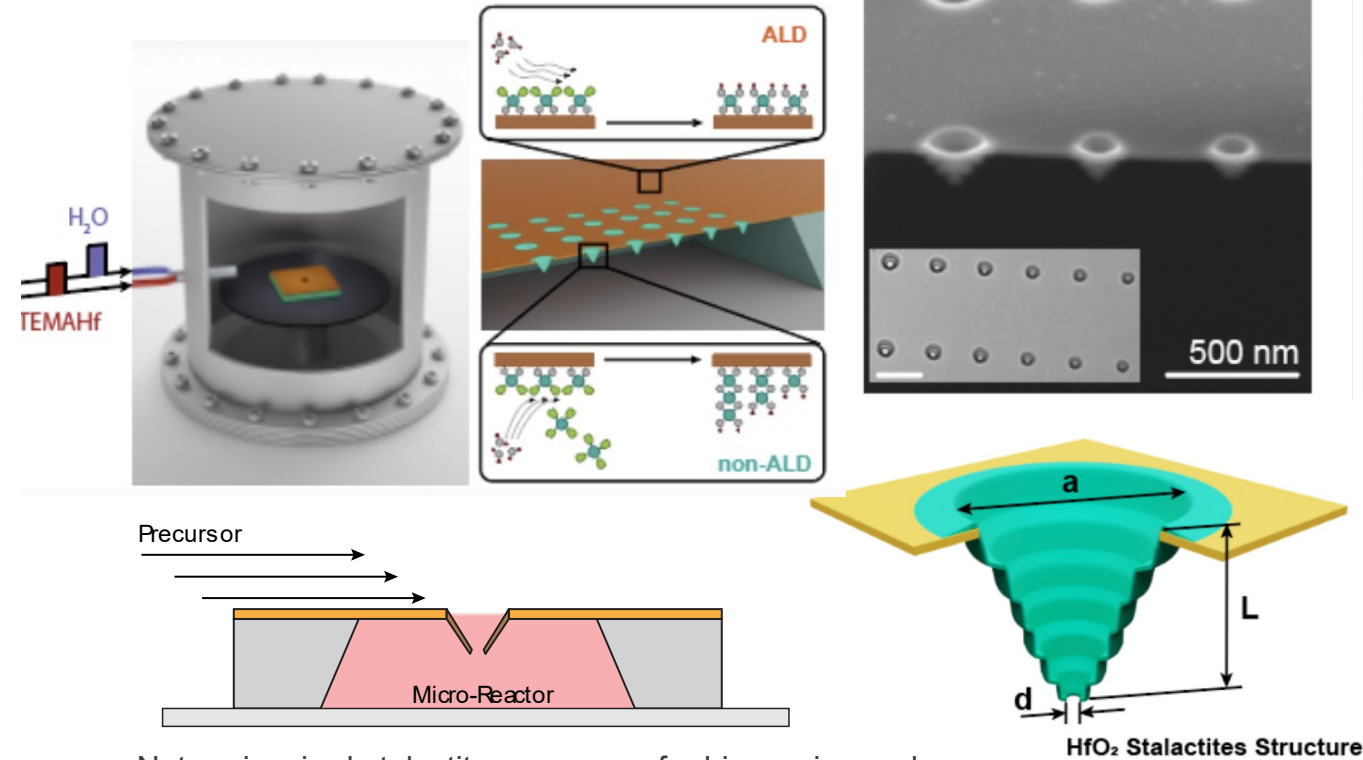 ALD
H₂O
TEMAHf
500 nm
non-ALD
Precursor
a
L
Micro-Reactor
d
HfO₂ Stalactites Structure